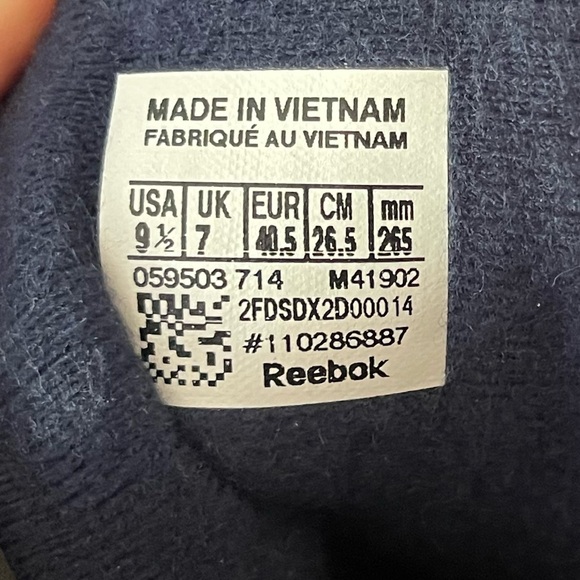 MADE IN VIETNAM
FABRIQUÉ AU VIETNAM
USA UK EUR CM mm
9 ½ 7 40.5 26.5 265
059503 714 M41902
2FDSDX2D00014
#110286887
Reebok